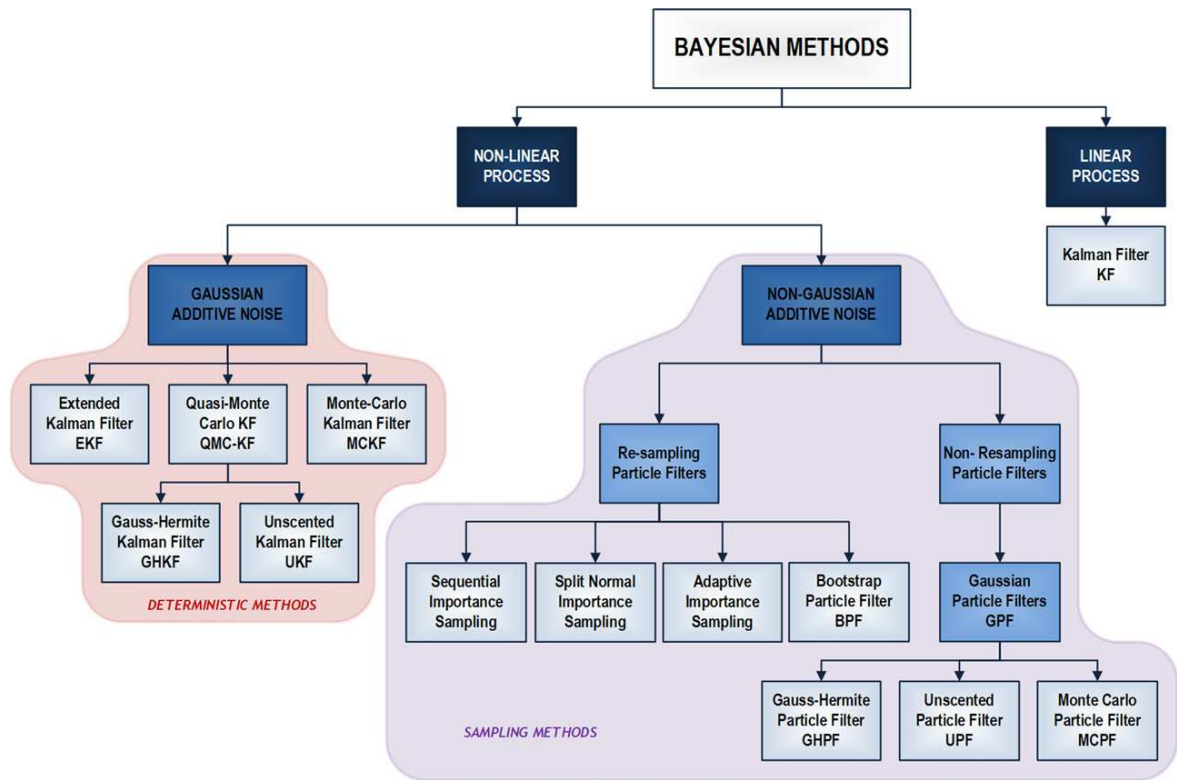 BAYESIAN METHODS
NON-LINEAR
PROCESS
LINEAR
PROCESS
Kalman Filter
KF
GAUSSIAN
ADDITIVE NOISE
NON-GAUSSIAN
ADDITIVE NOISE
Extended
Kalman Filter
EKF
Quasi-Monte
Carlo KF
QMC-KF
Monte-Carlo
Kalman Filter
MCKF
Re-sampling
Particle Filters
Non- Resampling
Particle Filters
Gauss-Hermite
Kalman Filter
GHKF
Unscented
Kalman Filter
UKF
DETERMINISTIC METHODS
Sequential
Importance
Sampling
Split Normal
Importance
Sampling
Adaptive
Importance
Sampling
Bootstrap
Particle Filter
BPF
Gaussian
Particle Filters
GPF
Gauss-Hermite
Particle Filter
GHPF
Unscented
Particle Filter
UPF
Monte Carlo
Particle Filter
MCPF
SAMPLING METHODS